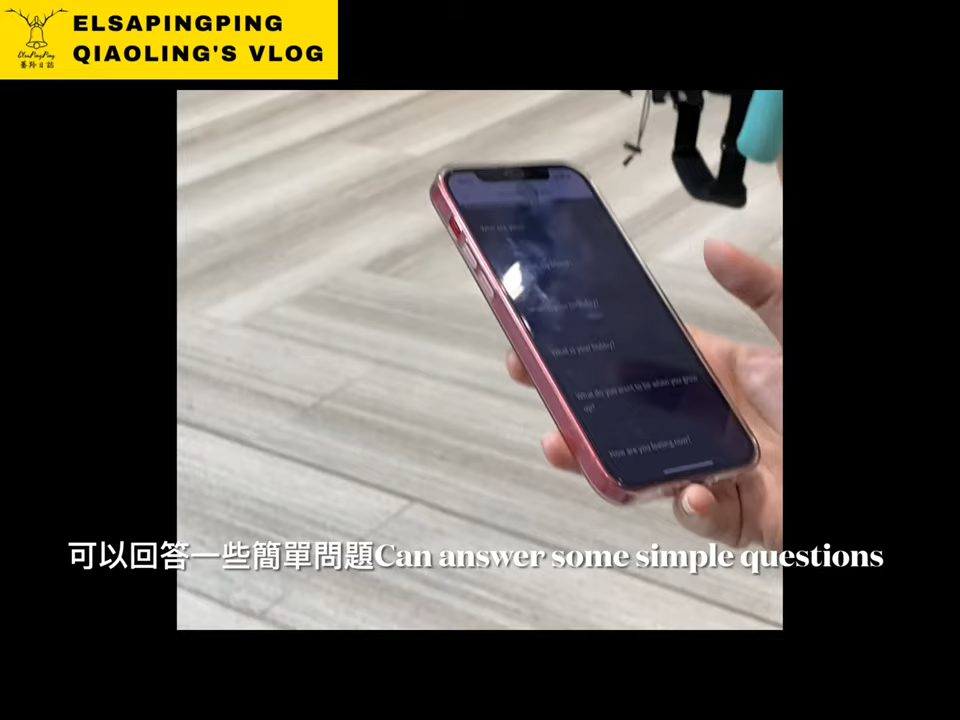 ELSAPINGPING
QIAOLING'S VLOG
ElsaPingPing
What is your hobby?
What do you want to be when you grow
up?
How are you feeling now?
可以回答一些簡單問題Can answer some simple questions